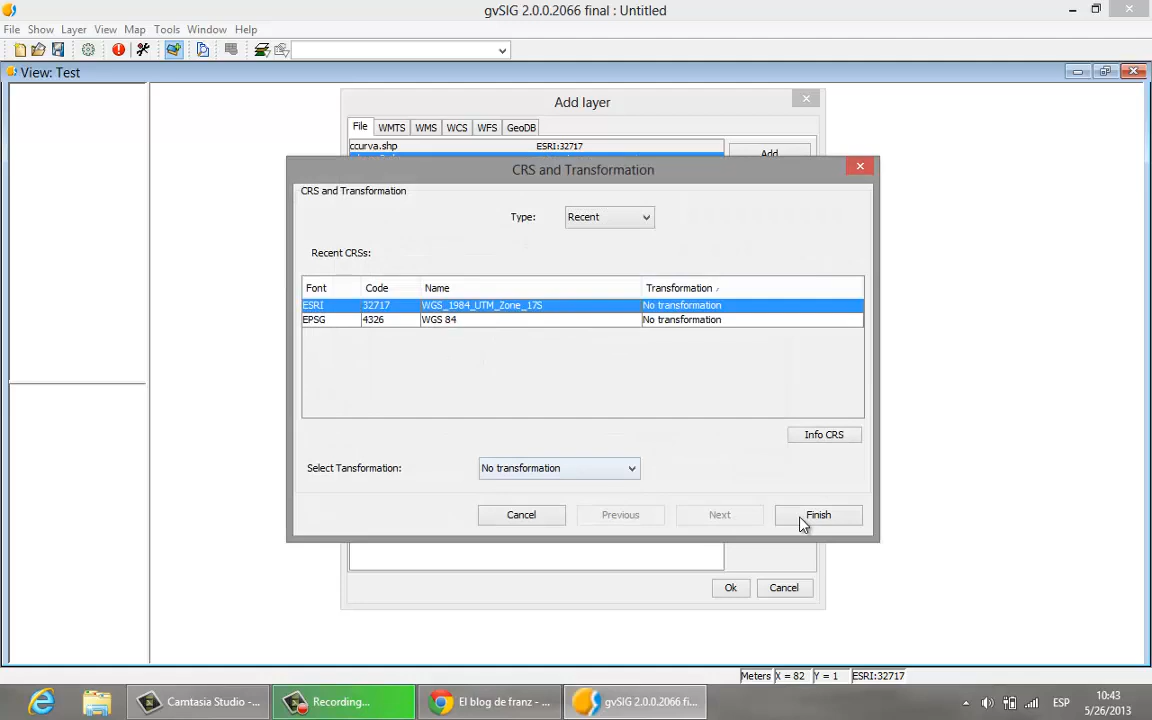 gvSIG 2.0.0.2066 final : Untitled
File Show Layer View Map Tools Window Help
View: Test
Add layer
File WMTS WMS WCS WFS GeoDB
ccurva.shp ESRI:32717
Add
CRS and Transformation
CRS and Transformation
Type: Recent
Recent CRSs:
Font Code Name Transformation
ESRI 32717 WGS_1984_UTM_Zone_17S No transformation
EPSG 4326 WGS 84 No transformation
Info CRS
Select Tansformation: No transformation
Cancel Previous Next Finish
Ok Cancel
Meters X = 82 Y = 1 ESRI:32717
Camtasia Studio -... Recording... El blog de franz - ... gvSIG 2.0.0.2066 fi... ESP 10:43
5/26/2013